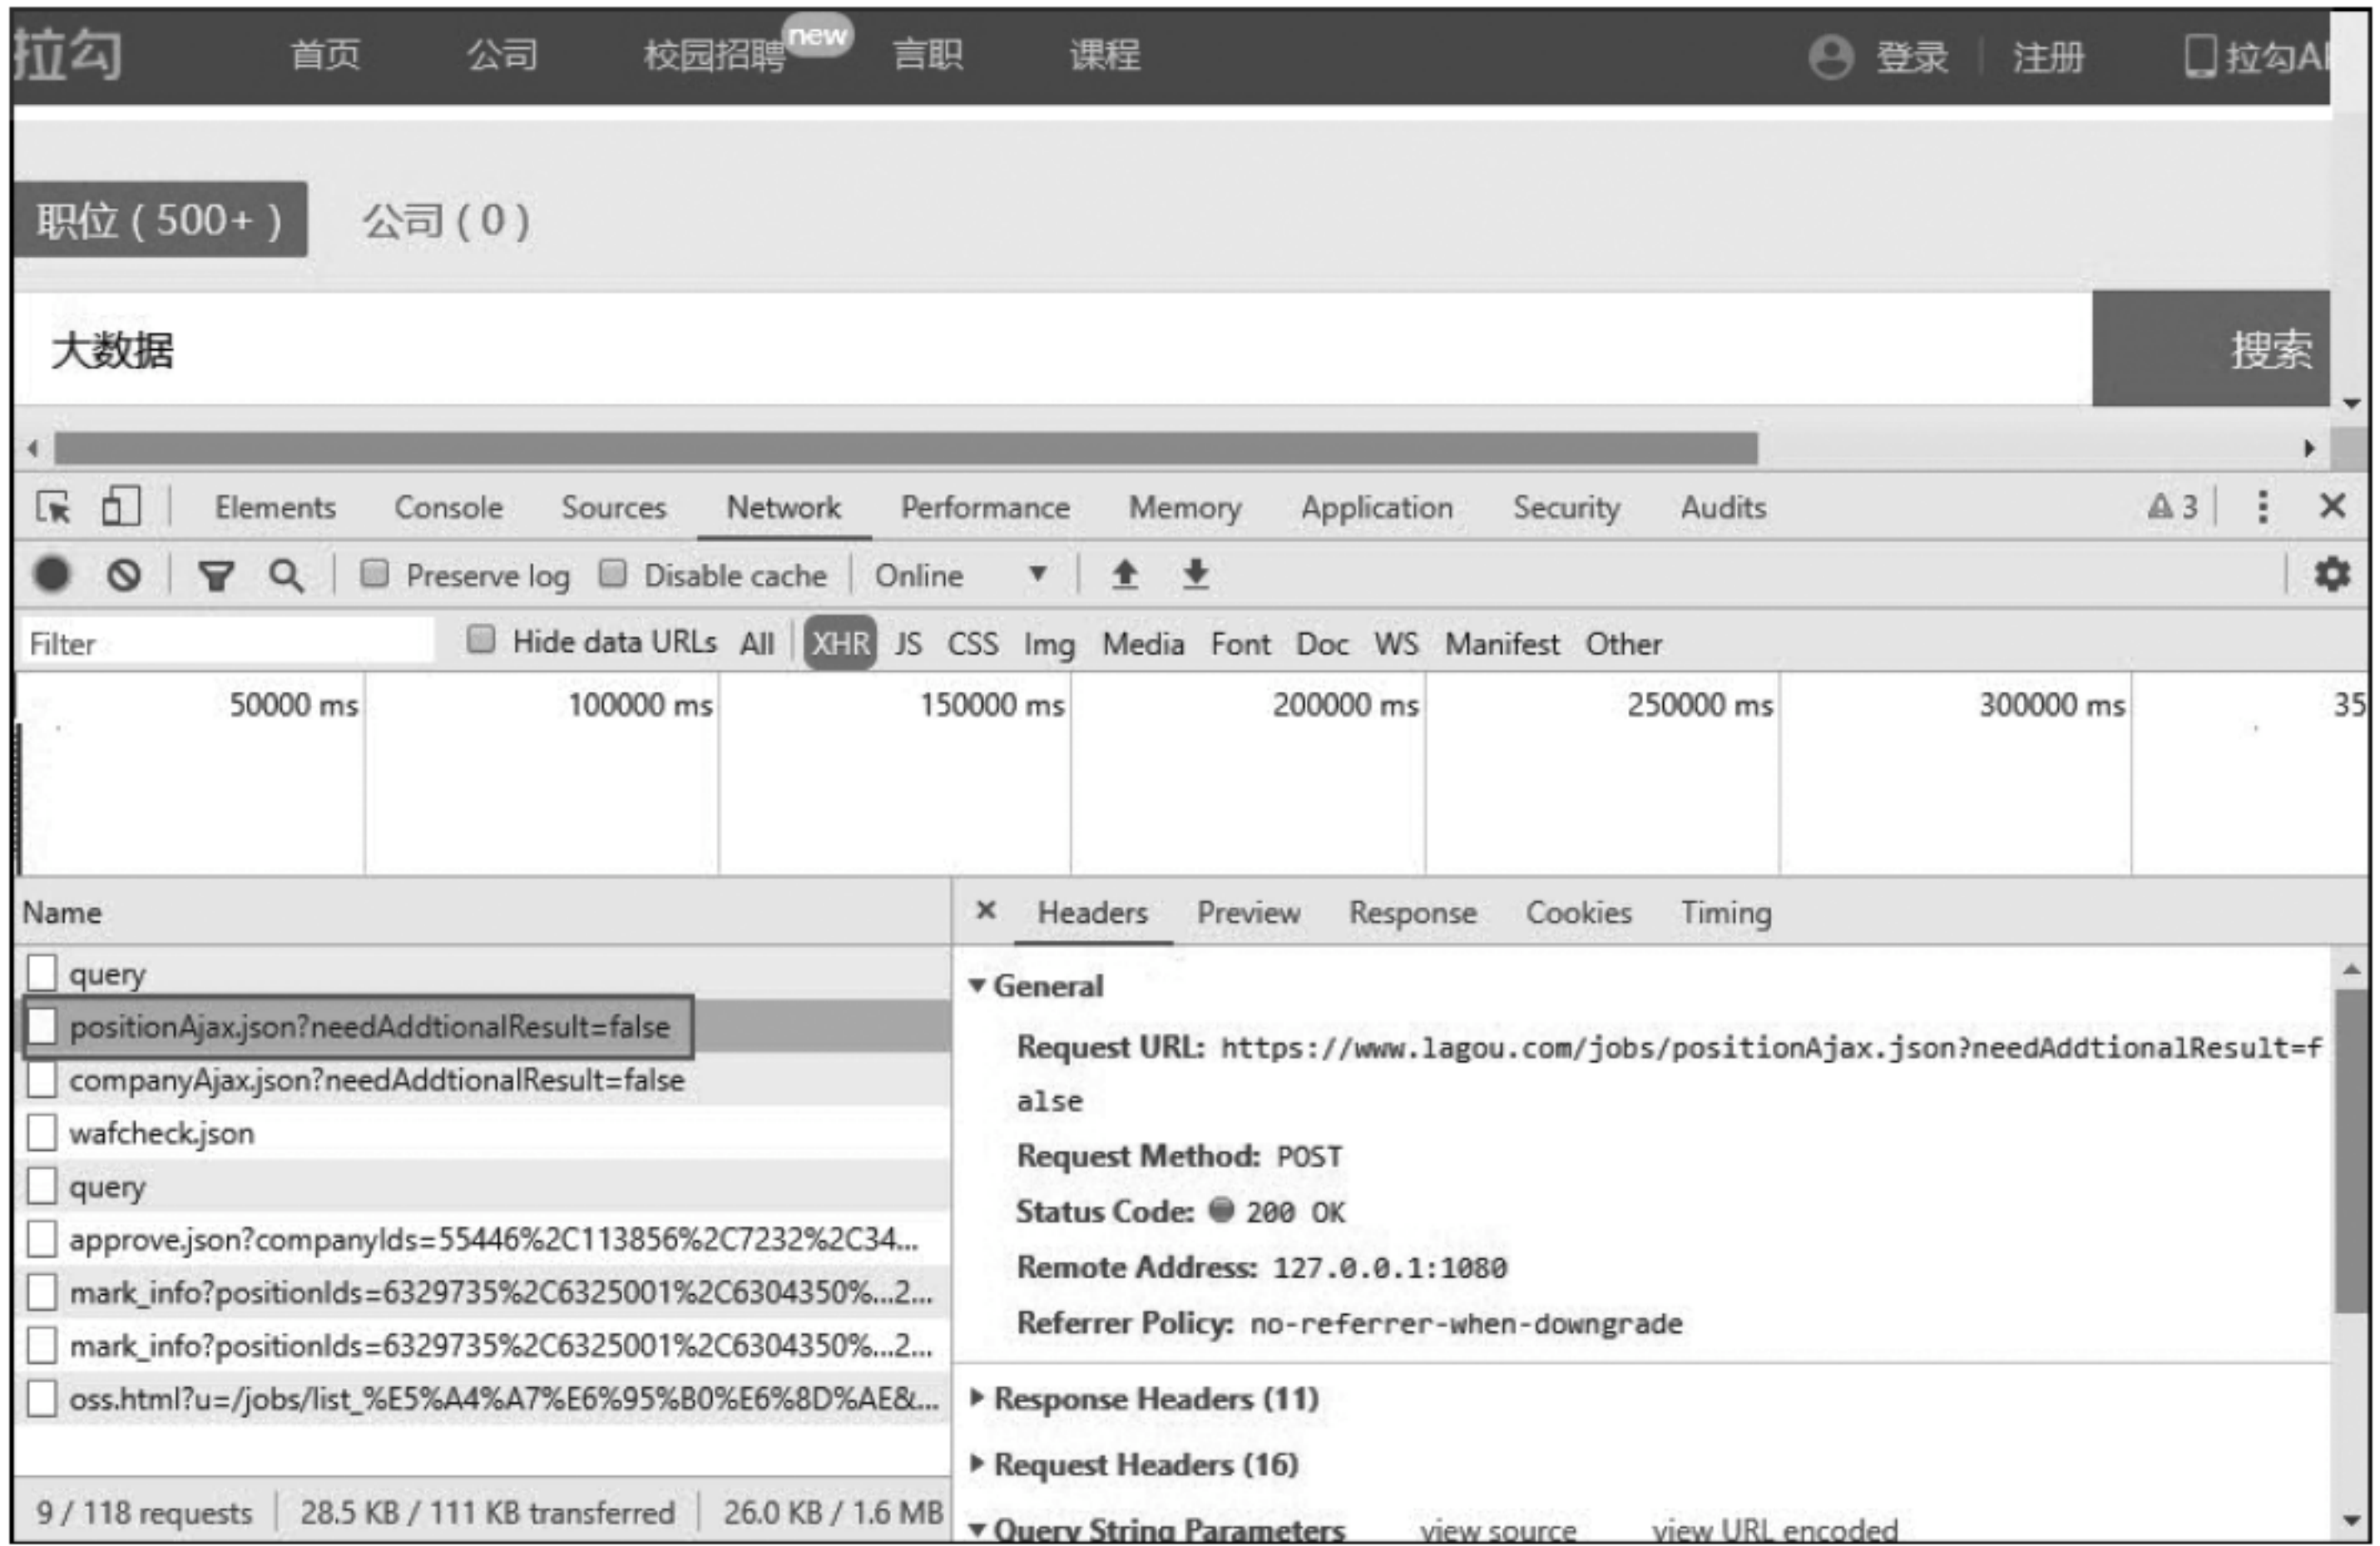 拉勾 首页 公司 校园招聘 new 言职 课程 登录 注册 拉勾AP
职位 ( 500+ ) 公司 ( 0 )
大数据 搜索
Elements Console Sources Network Performance Memory Application Security Audits 3
Preserve log Disable cache Online
Filter Hide data URLs All XHR JS CSS Img Media Font Doc WS Manifest Other
50000 ms 100000 ms 150000 ms 200000 ms 250000 ms 300000 ms 35
Name Headers Preview Response Cookies Timing
query
positionAjax.json?needAddtionalResult=false
companyAjax.json?needAddtionalResult=false
wafcheck.json
query
approve.json?companyIds=55446%2C113856%2C7232%2C34...
mark_info?positionIds=6329735%2C6325001%2C6304350%...2...
mark_info?positionIds=6329735%2C6325001%2C6304350%...2...
oss.html?u=/jobs/list_%E5%A4%A7%E6%95%B0%E6%8D%AE&...
9 / 118 requests 28.5 KB / 111 KB transferred 26.0 KB / 1.6 MB
General
Request URL: https://www.lagou.com/jobs/positionAjax.json?needAddtionalResult=f
alse
Request Method: POST
Status Code: 200 OK
Remote Address: 127.0.0.1:1080
Referrer Policy: no-referrer-when-downgrade
Response Headers (11)
Request Headers (16)
Query String Parameters view source view URL encoded